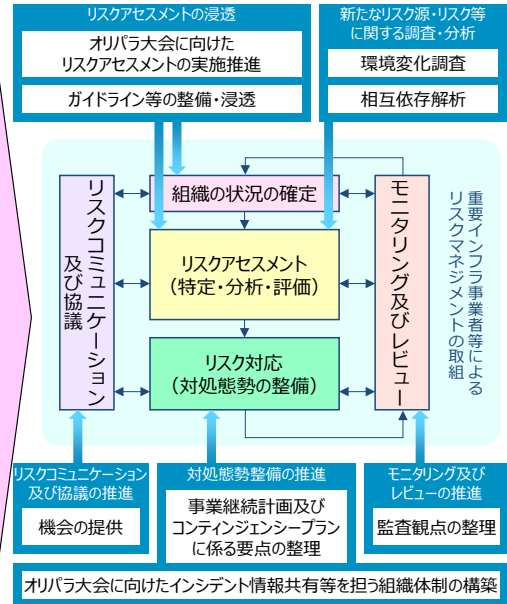 リスクアセスメントの浸透
オリパラ大会に向けた
リスクアセスメントの実施推進
ガイドライン等の整備・浸透
新たなリスク源・リスク等
に関する調査・分析
環境変化調査
相互依存解析
リスクコミュニケーション
及び協議
組織の状況の確定
リスクアセスメント
（特定・分析・評価）
リスク対応
（対処態勢の整備）
モニタリング及びレビュー
重要インフラ事業者等による
リスクマネジメントの取組
リスクコミュニケーション
及び協議の推進
機会の提供
対処態勢整備の推進
事業継続計画及び
コンティンジェンシープラン
に係る要点の整理
モニタリング及び
レビューの推進
監査観点の整理
オリパラ大会に向けたインシデント情報共有等を担う組織体制の構築